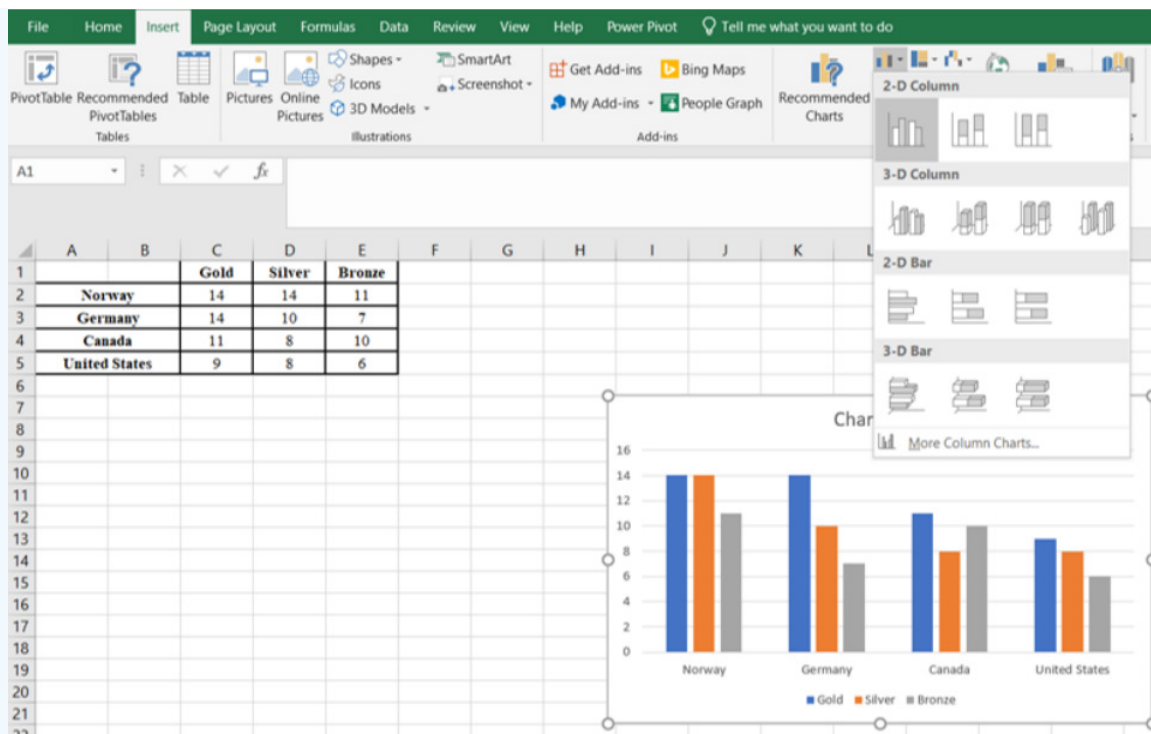 File Home Insert Page Layout Formulas Data Review View Help Power Pivot Tell me what you want to do
PivotTable Recommended PivotTables Table
Tables
Pictures Online Pictures
Shapes
Icons
3D Models
SmartArt
Screenshot
Illustrations
Get Add-ins
My Add-ins
Bing Maps
People Graph
Add-ins
Recommended
Charts
2-D Column
3-D Column
2-D Bar
3-D Bar
More Column Charts...
A1 fx
A B C D E F G H I J K L
1 Gold Silver Bronze
2 Norway 14 14 11
3 Germany 14 10 7
4 Canada 11 8 10
5 United States 9 8 6
6
7
8
9
10
11
12
13
14
15
16
17
18
19
20
21
22
Char
16
14
12
10
8
6
4
2
0
Norway Germany Canada United States
Gold Silver Bronze